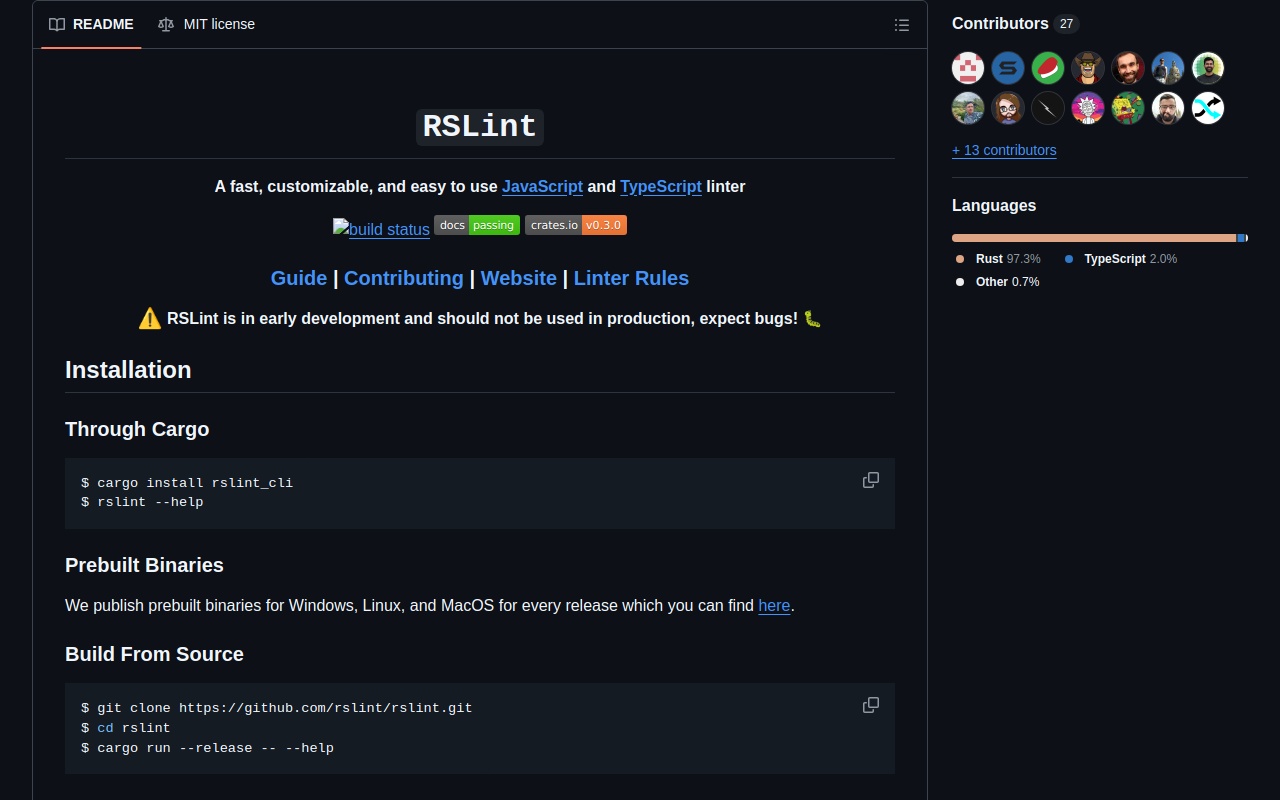 README MIT license
RSLint
A fast, customizable, and easy to use JavaScript and TypeScript linter
build status docs passing crates.io v0.3.0
Guide | Contributing | Website | Linter Rules
⚠️ RSLint is in early development and should not be used in production, expect bugs! 🐛
Installation
Through Cargo
$ cargo install rslint_cli
$ rslint --help
Prebuilt Binaries
We publish prebuilt binaries for Windows, Linux, and MacOS for every release which you can find here.
Build From Source
$ git clone https://github.com/rslint/rslint.git
$ cd rslint
$ cargo run --release -- --help
Contributors 27
+ 13 contributors
Languages
Rust 97.3% TypeScript 2.0%
Other 0.7%